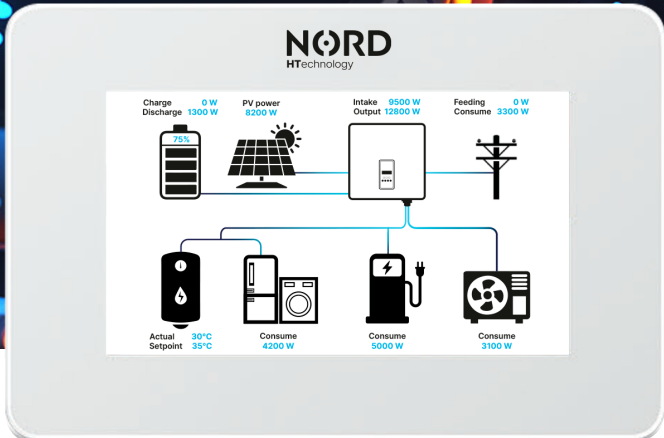 NORD
HTechnology
Charge 0 W
Discharge 1300 W
PV power
8200 W
Intake 9500 W
Output 12800 W
Feeding 0 W
Consume 3300 W
75%
Actual 30°C
Setpoint 35°C
Consume
4200 W
Consume
5000 W
Consume
3100 W